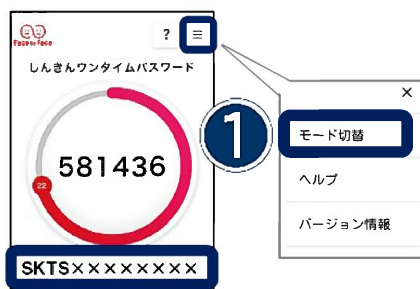 Face to Face
? ≡
しんきんワンタイムパスワード
581436
22
SKTS××××××××
1
×
モード切替
ヘルプ
バージョン情報